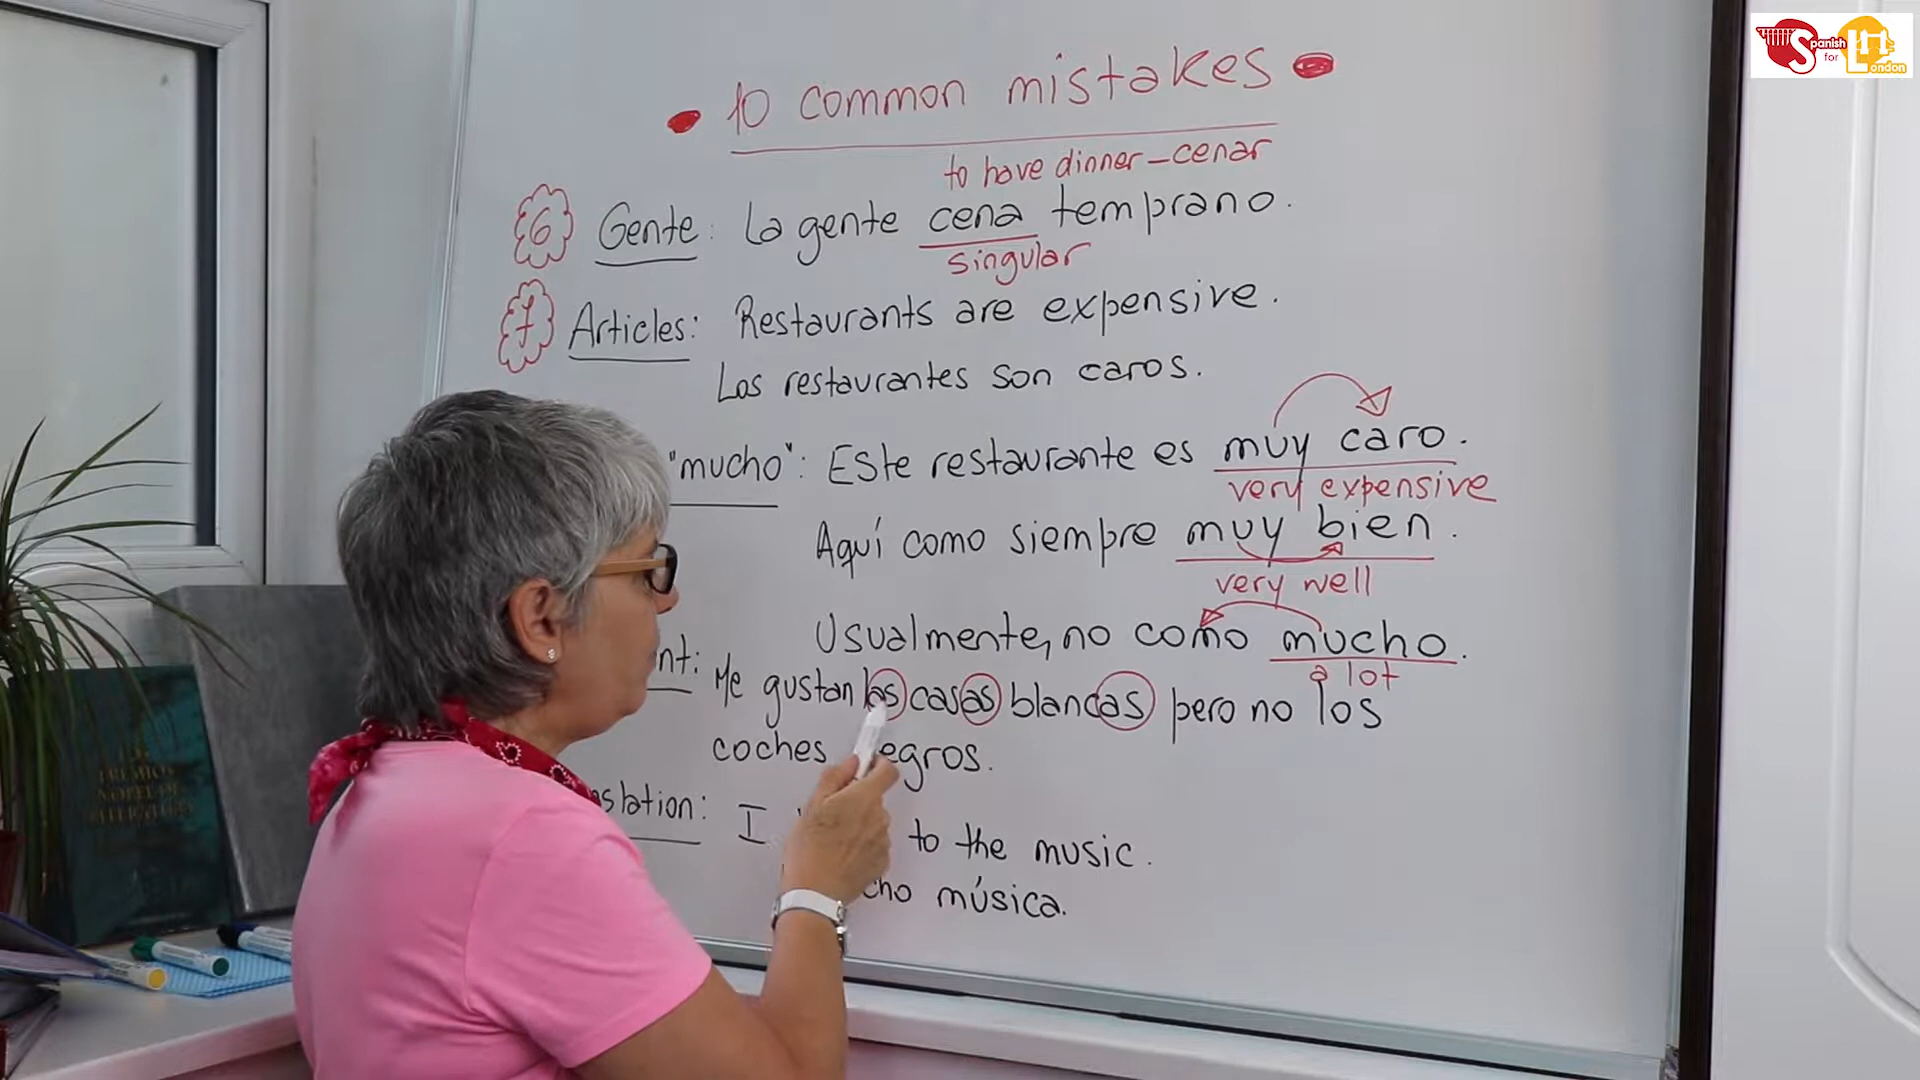 Spanish for London
10 common mistakes
to have dinner - cenar
6 Gente: La gente cena temprano.
singular
7 Articles: Restaurants are expensive.
Los restaurantes son caros.
"mucho": Este restaurante es muy caro.
very expensive
Aquí como siempre muy bien.
very well
Usualmente, no como mucho.
a lot
Me gustan las casas blancas pero no los
coches negros.
I to the music.
música.